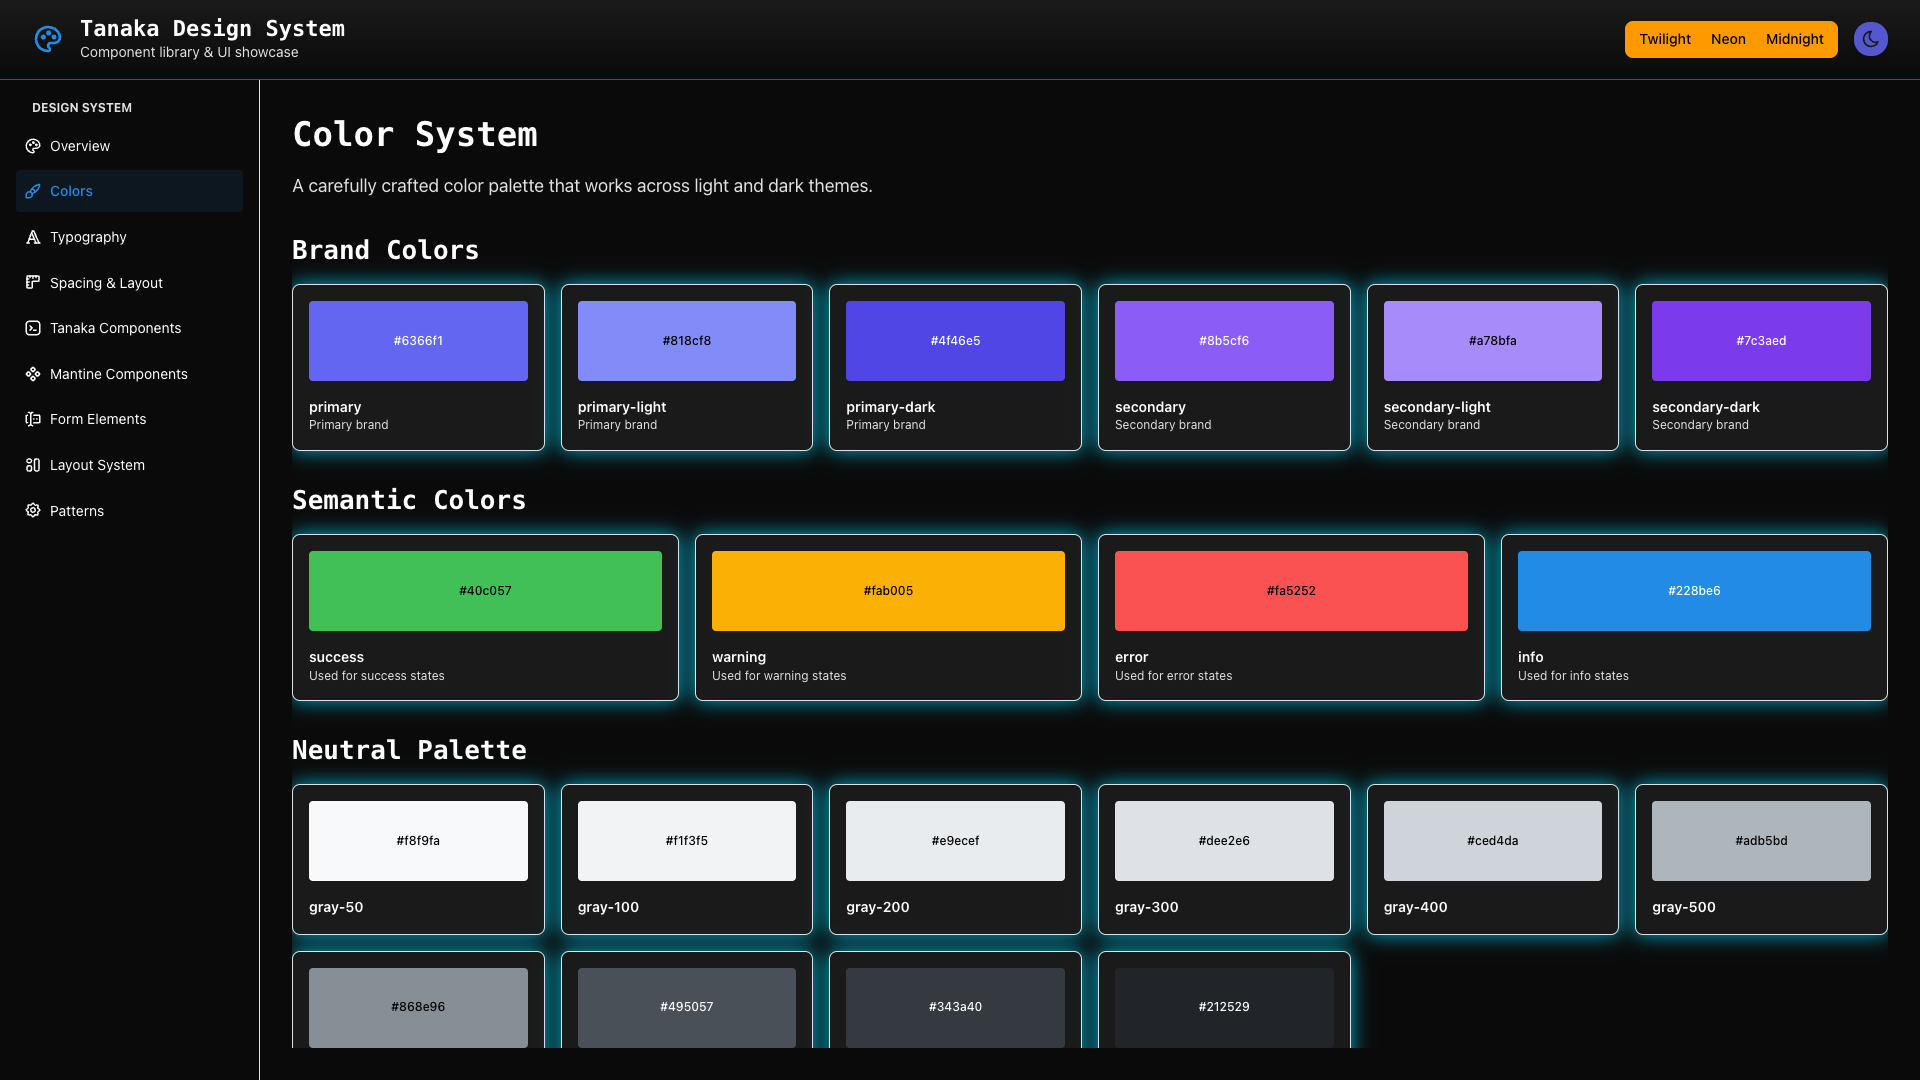 Tanaka Design System
Component library & UI showcase
Twilight
Neon
Midnight
DESIGN SYSTEM
Overview
Colors
Typography
Spacing & Layout
Tanaka Components
Mantine Components
Form Elements
Layout System
Patterns
Color System
A carefully crafted color palette that works across light and dark themes.
Brand Colors
#6366f1
primary
Primary brand
#818cf8
primary-light
Primary brand
#4f46e5
primary-dark
Primary brand
#8b5cf6
secondary
Secondary brand
#a78bfa
secondary-light
Secondary brand
#7c3aed
secondary-dark
Secondary brand
Semantic Colors
#40c057
success
Used for success states
#fab005
warning
Used for warning states
#fa5252
error
Used for error states
#228be6
info
Used for info states
Neutral Palette
#f8f9fa
gray-50
#f1f3f5
gray-100
#e9ecef
gray-200
#dee2e6
gray-300
#ced4da
gray-400
#adb5bd
gray-500
#868e96
#495057
#343a40
#212529